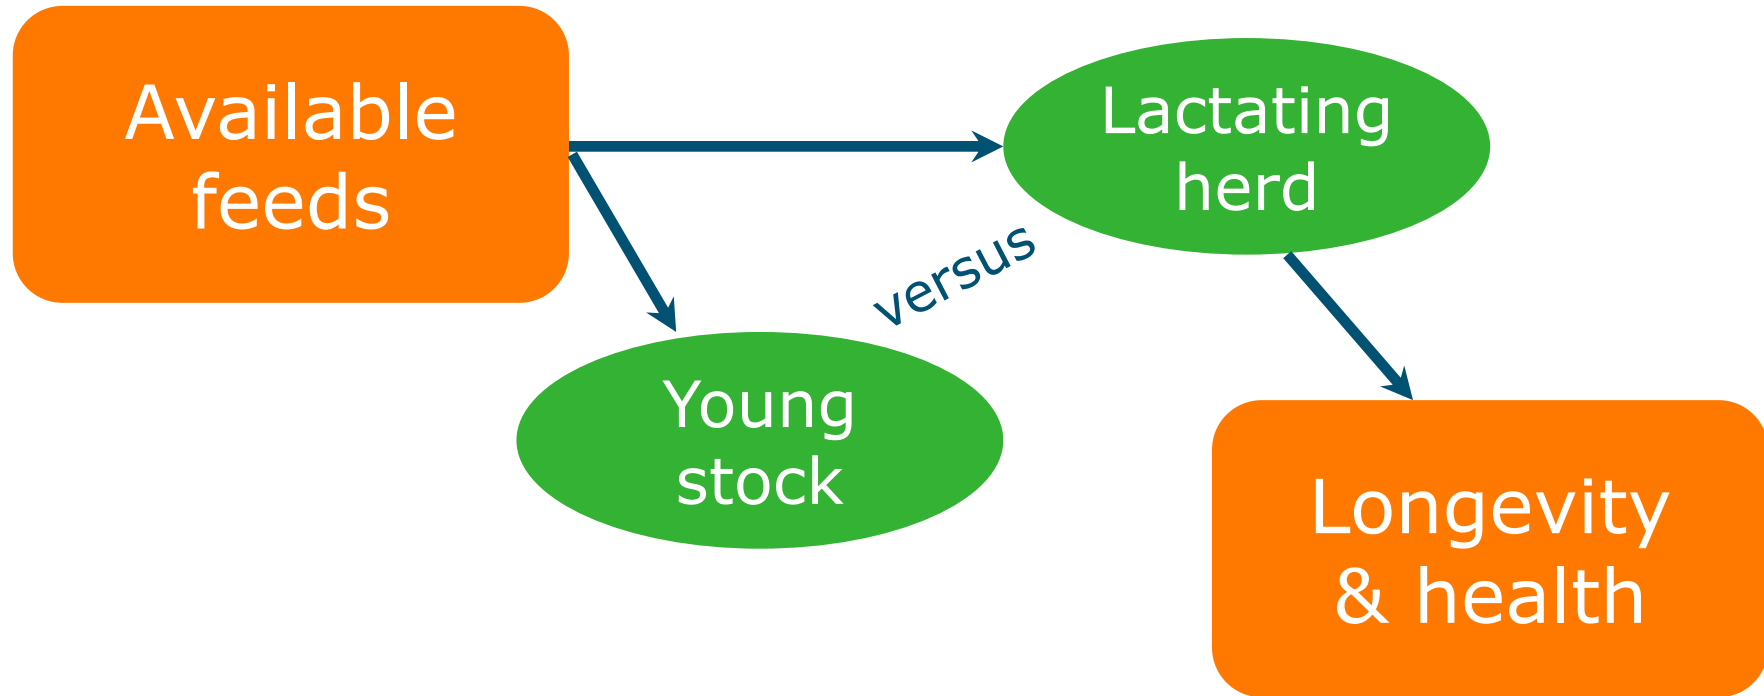 Available
feeds
Lactating
herd
versus
Young
stock
Longevity
& health